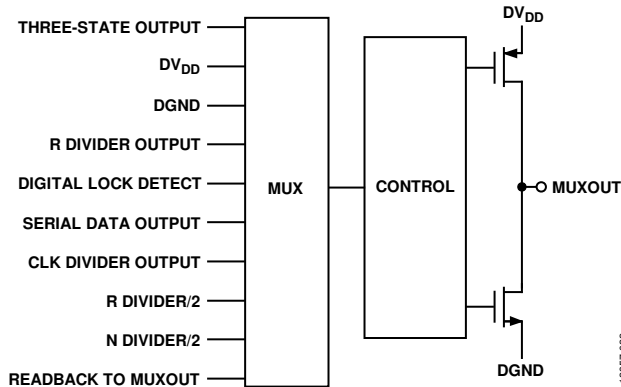 THREE-STATE OUTPUT
DVDD
DGND
R DIVIDER OUTPUT
DIGITAL LOCK DETECT
SERIAL DATA OUTPUT
CLK DIVIDER OUTPUT
R DIVIDER/2
N DIVIDER/2
READBACK TO MUXOUT
MUX
CONTROL
DVDD
MUXOUT
DGND